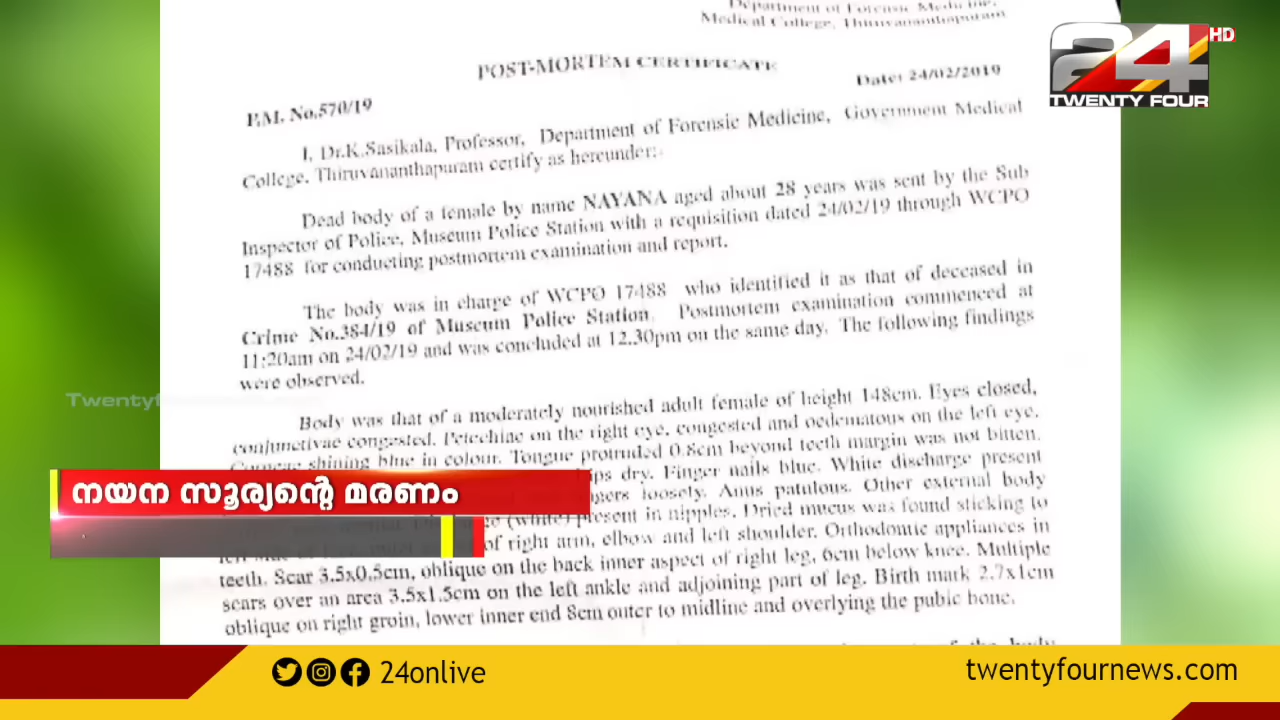 Department of Forensic Medicine,
Medical College, Thiruvananthapuram
24 HD
TWENTY FOUR
POST-MORTEM CERTIFICATE
Date: 24/02/2019
P.M. No.570/19
I, Dr.K.Sasikala, Professor, Department of Forensic Medicine, Government Medical
College, Thiruvananthapuram certify as hereunder:-
Dead body of a female by name NAYANA aged about 28 years was sent by the Sub
Inspector of Police, Museum Police Station with a requisition dated 24/02/19 through WCPO
17488 for conducting postmortem examination and report.
The body was in charge of WCPO 17488 who identified it as that of deceased in
Crime No.384/19 of Museum Police Station. Postmortem examination commenced at
11:20am on 24/02/19 and was concluded at 12.30pm on the same day. The following findings
were observed.
Twentyf
Body was that of a moderately nourished adult female of height 148cm. Eyes closed,
conjunctivae congested. Petechiae on the right eye, congested and oedematous on the left eye.
Corneae shining blue in colour. Tongue protruded 0.8cm beyond teeth margin was not bitten.
dry. Finger nails blue. White discharge present
loosely. Anus patulous. Other external body
(white) present in nipples. Dried mucus was found sticking to
of right arm, elbow and left shoulder. Orthodontic appliances in
teeth. Scar 3.5x0.5cm, oblique on the back inner aspect of right leg, 6cm below knee. Multiple
scars over an area 3.5x1.5cm on the left ankle and adjoining part of leg. Birth mark 2.7x1cm
oblique on right groin, lower inner end 8cm outer to midline and overlying the pubic bone.
of the body
നയന സൂര്യന്റെ മരണം
24onlive
twentyfournews.com